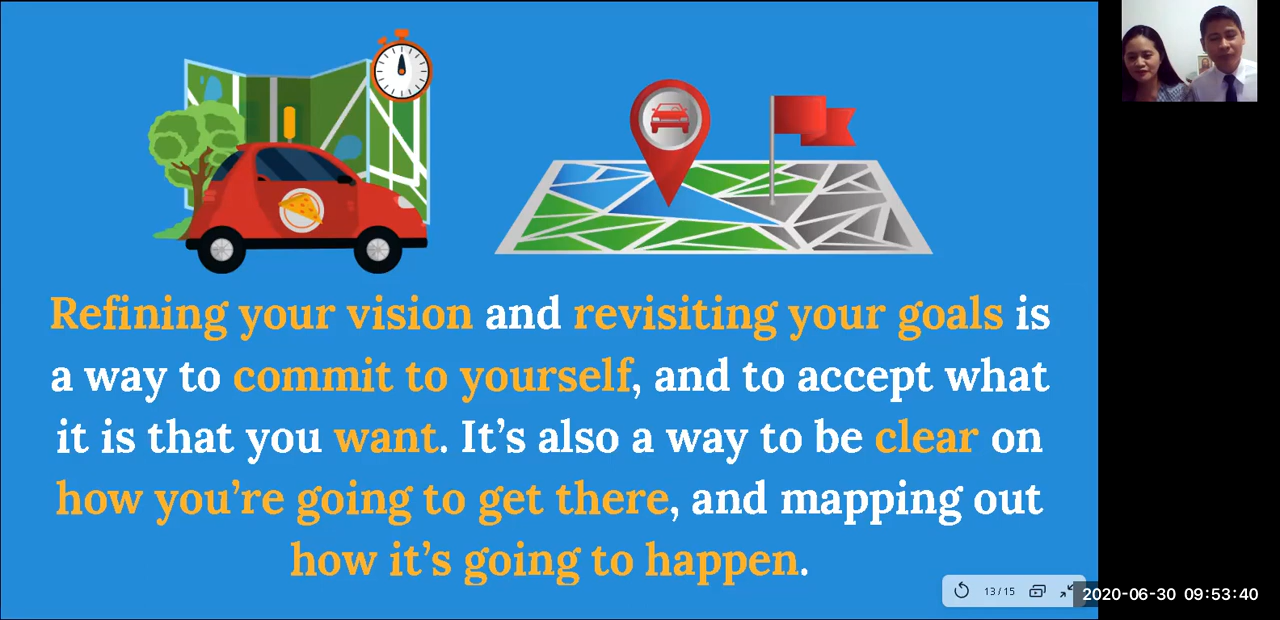 Refining your vision and revisiting your goals is
a way to commit to yourself, and to accept what
it is that you want. It’s also a way to be clear on
how you’re going to get there, and mapping out
how it’s going to happen.
13 / 15
2020-06-30 09:53:40